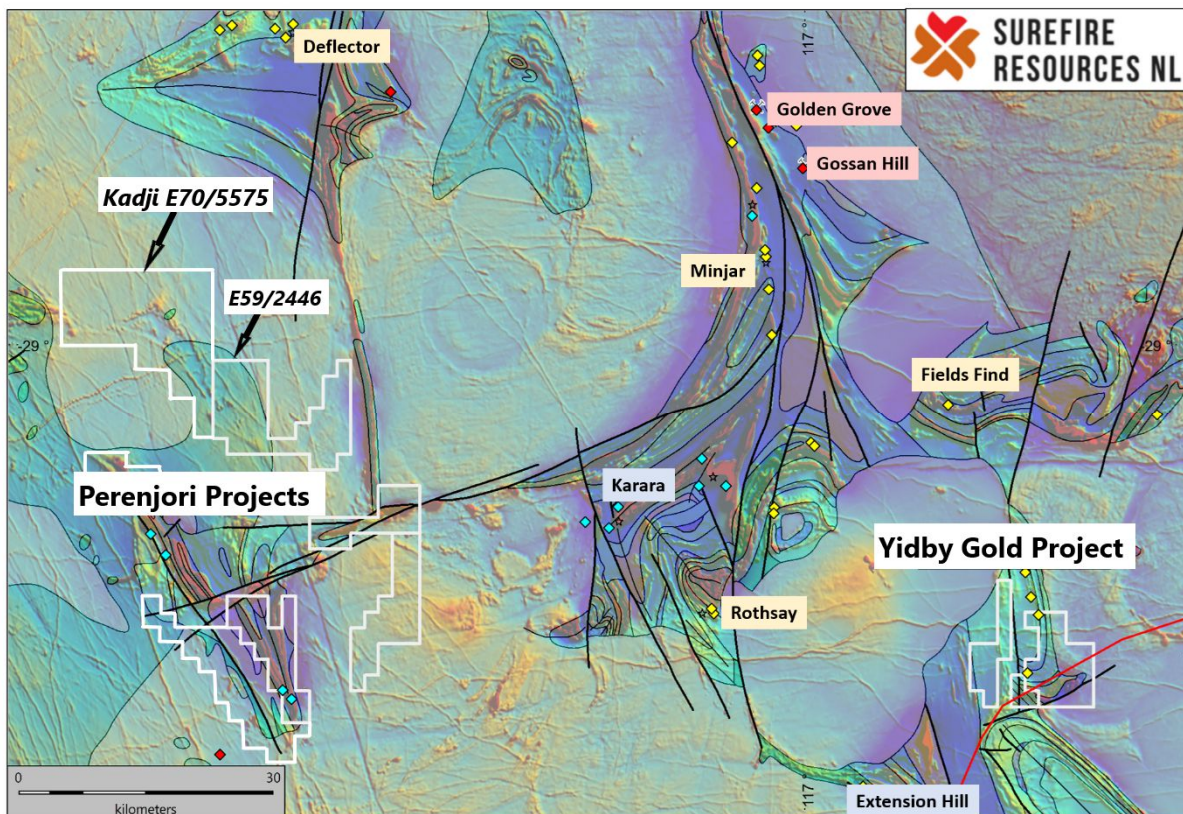 117 °
SUREFIRE
RESOURCES NL
Deflector
Golden Grove
Gossan Hill
Kadji E70/5575
Minjar
E59/2446
-29 °
-29 °
Fields Find
Karara
Perenjori Projects
Yidby Gold Project
Rothsay
0
30
kilometers
117 °
Extension Hill